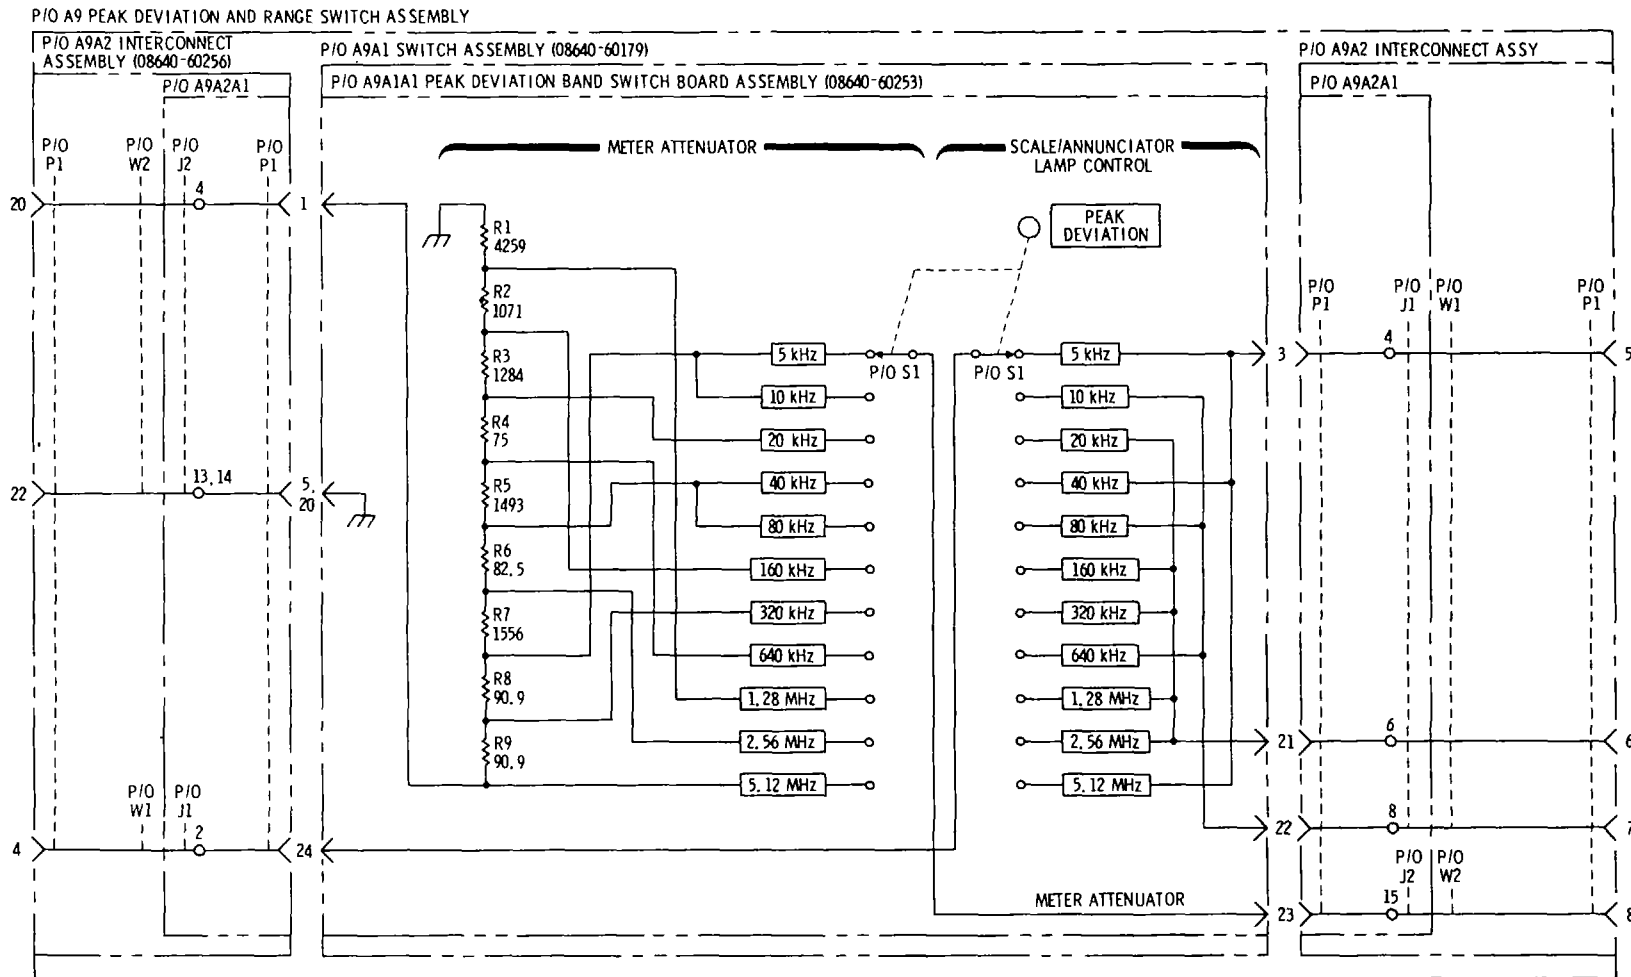 P/O A9 PEAK DEVIATION AND RANGE SWITCH ASSEMBLY
P/O A9A2 INTERCONNECT
ASSEMBLY (08640-60256)
P/O A9A2A1
P/O A9A1 SWITCH ASSEMBLY (08640-60179)
P/O A9A1A1 PEAK DEVIATION BAND SWITCH BOARD ASSEMBLY (08640-60253)
P/O A9A2 INTERCONNECT ASSY
P/O A9A2A1
P/O
P1
P/O
W2
P/O
J2
P/O
P1
20
4
1
22
13, 14
5,
20
P/O
W1
P/O
J1
4
2
24
METER ATTENUATOR
SCALE/ANNUNCIATOR
LAMP CONTROL
PEAK
DEVIATION
R1
4259
R2
1071
R3
1284
R4
75
R5
1493
R6
82.5
R7
1556
R8
90.9
R9
90.9
5 kHz
10 kHz
20 kHz
40 kHz
80 kHz
160 kHz
320 kHz
640 kHz
1.28 MHz
2.56 MHz
5.12 MHz
P/O S1
P/O S1
5 kHz
10 kHz
20 kHz
40 kHz
80 kHz
160 kHz
320 kHz
640 kHz
1.28 MHz
2.56 MHz
5.12 MHz
METER ATTENUATOR
P/O
P1
P/O
J1
P/O
W1
P/O
P1
3
4
5
21
6
6
22
8
7
P/O
J2
P/O
W2
23
15
8